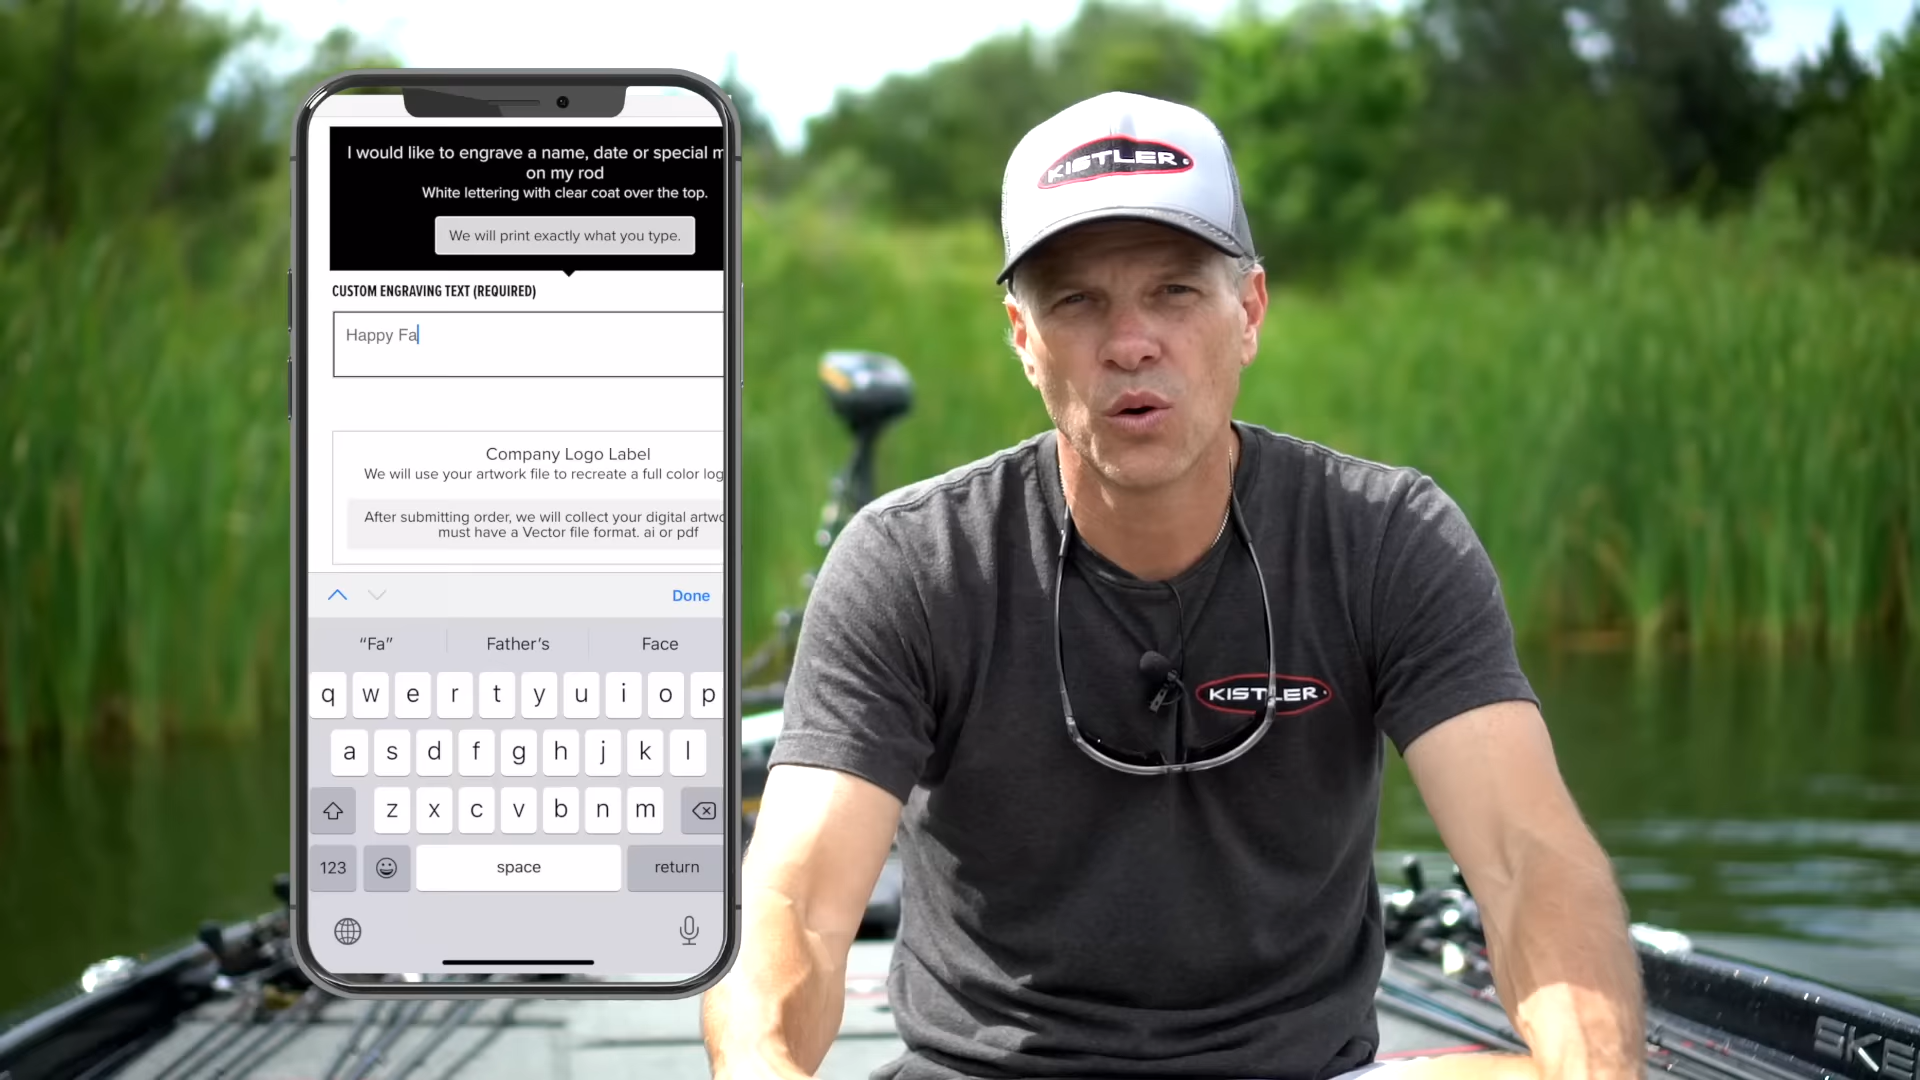 I would like to engrave a name, date or special m
on my rod
White lettering with clear coat over the top.
We will print exactly what you type.
CUSTOM ENGRAVING TEXT (REQUIRED)
Happy Fa
Company Logo Label
We will use your artwork file to recreate a full color log
After submitting order, we will collect your digital artwo
must have a Vector file format. ai or pdf
Done
“Fa” Father's Face
q w e r t y u i o p
a s d f g h j k l
z x c v b n m
123 space return
KISTLER
KISTLER
SKE